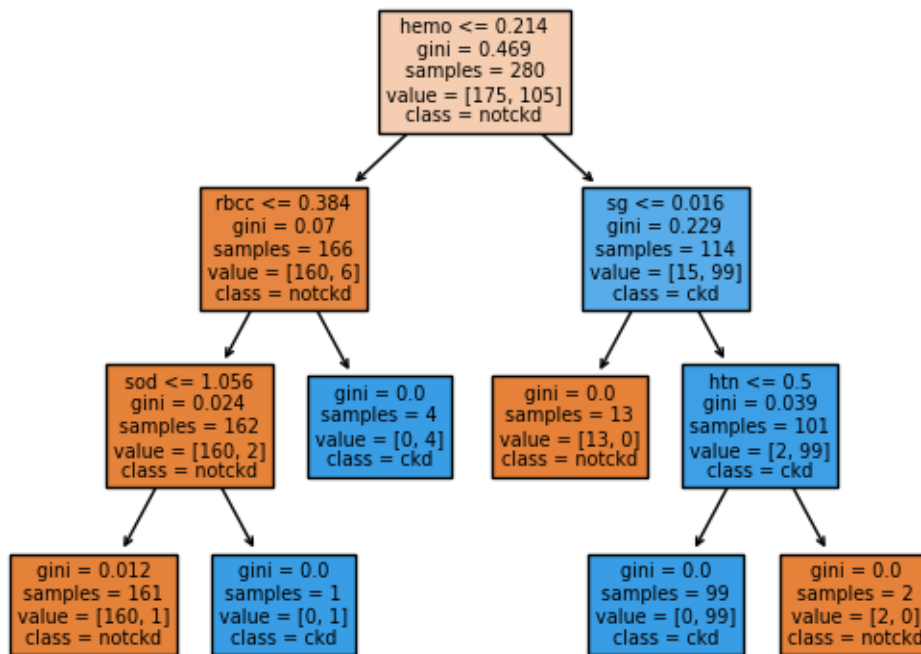 hemo <= 0.214
gini = 0.469
samples = 280
value = [175, 105]
class = notckd
rbcc <= 0.384
gini = 0.07
samples = 166
value = [160, 6]
class = notckd
sg <= 0.016
gini = 0.229
samples = 114
value = [15, 99]
class = ckd
sod <= 1.056
gini = 0.024
samples = 162
value = [160, 2]
class = notckd
gini = 0.0
samples = 4
value = [0, 4]
class = ckd
gini = 0.0
samples = 13
value = [13, 0]
class = notckd
htn <= 0.5
gini = 0.039
samples = 101
value = [2, 99]
class = ckd
gini = 0.012
samples = 161
value = [160, 1]
class = notckd
gini = 0.0
samples = 1
value = [0, 1]
class = ckd
gini = 0.0
samples = 99
value = [0, 99]
class = ckd
gini = 0.0
samples = 2
value = [2, 0]
class = notckd